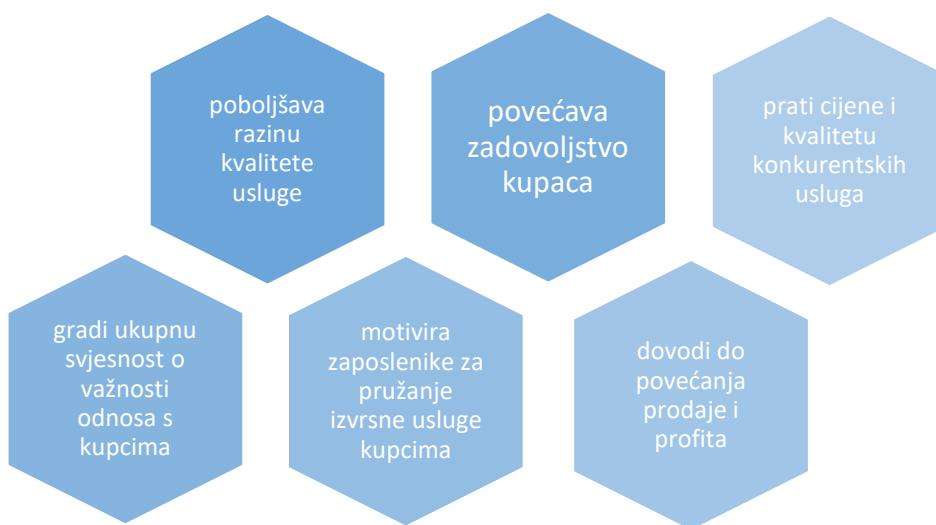 poboljšava
razinu
kvalitete
usluge
povećava
zadovoljstvo
kupaca
prati cijene i
kvalitetu
konkurentskih
usluga
gradi ukupnu
svjesnost o
važnosti
odnosa s
kupcima
motivira
zaposlenike za
pružanje
izvrsne usluge
kupcima
dovodi do
povećanja
prodaje i
profita